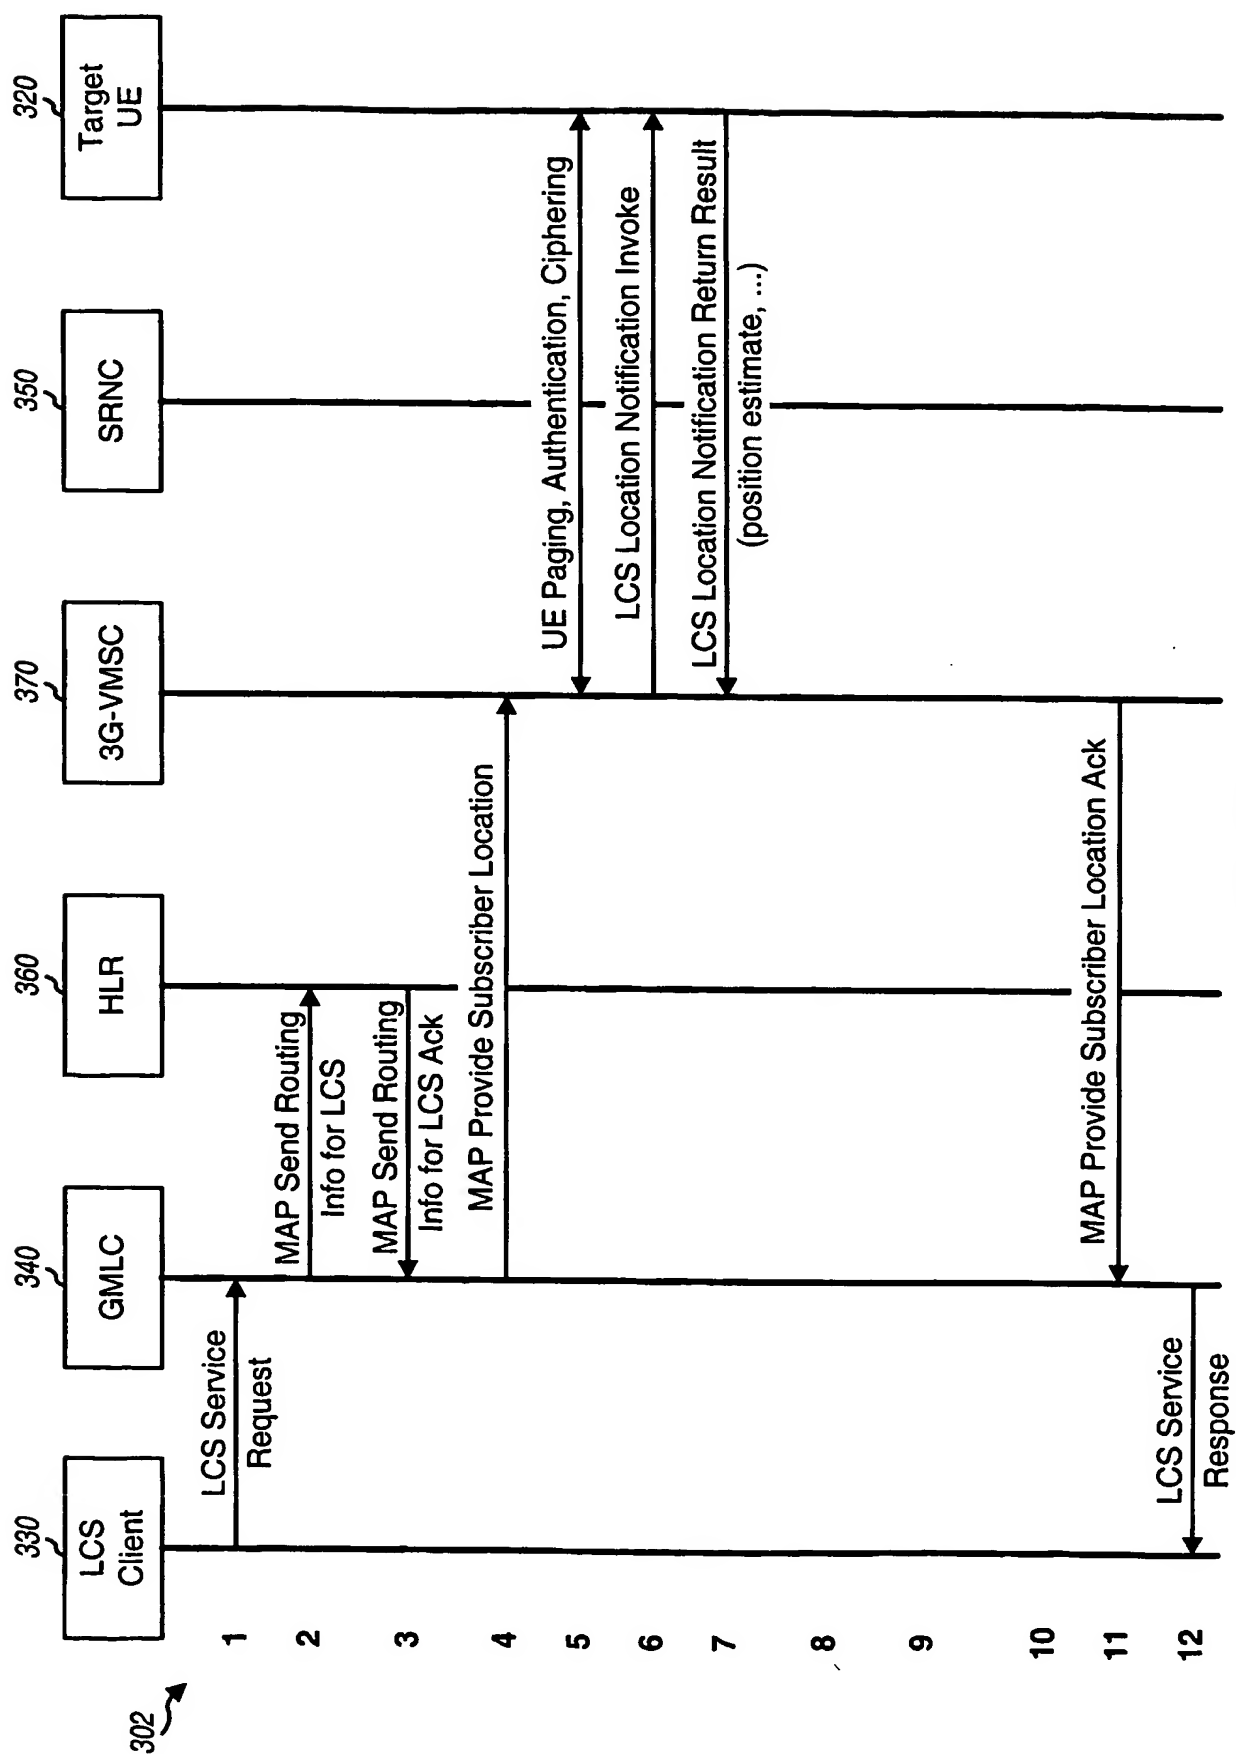 302
330
340
360
370
350
320
LCS
Client
GMLC
HLR
3G-VMSC
SRNC
Target
UE
1
LCS Service
Request
2
MAP Send Routing
Info for LCS
3
MAP Send Routing
Info for LCS Ack
4
MAP Provide Subscriber Location
5
UE Paging, Authentication, Ciphering
6
LCS Location Notification Invoke
7
LCS Location Notification Return Result
(position estimate, ...)
8
9
10
11
MAP Provide Subscriber Location Ack
12
LCS Service
Response